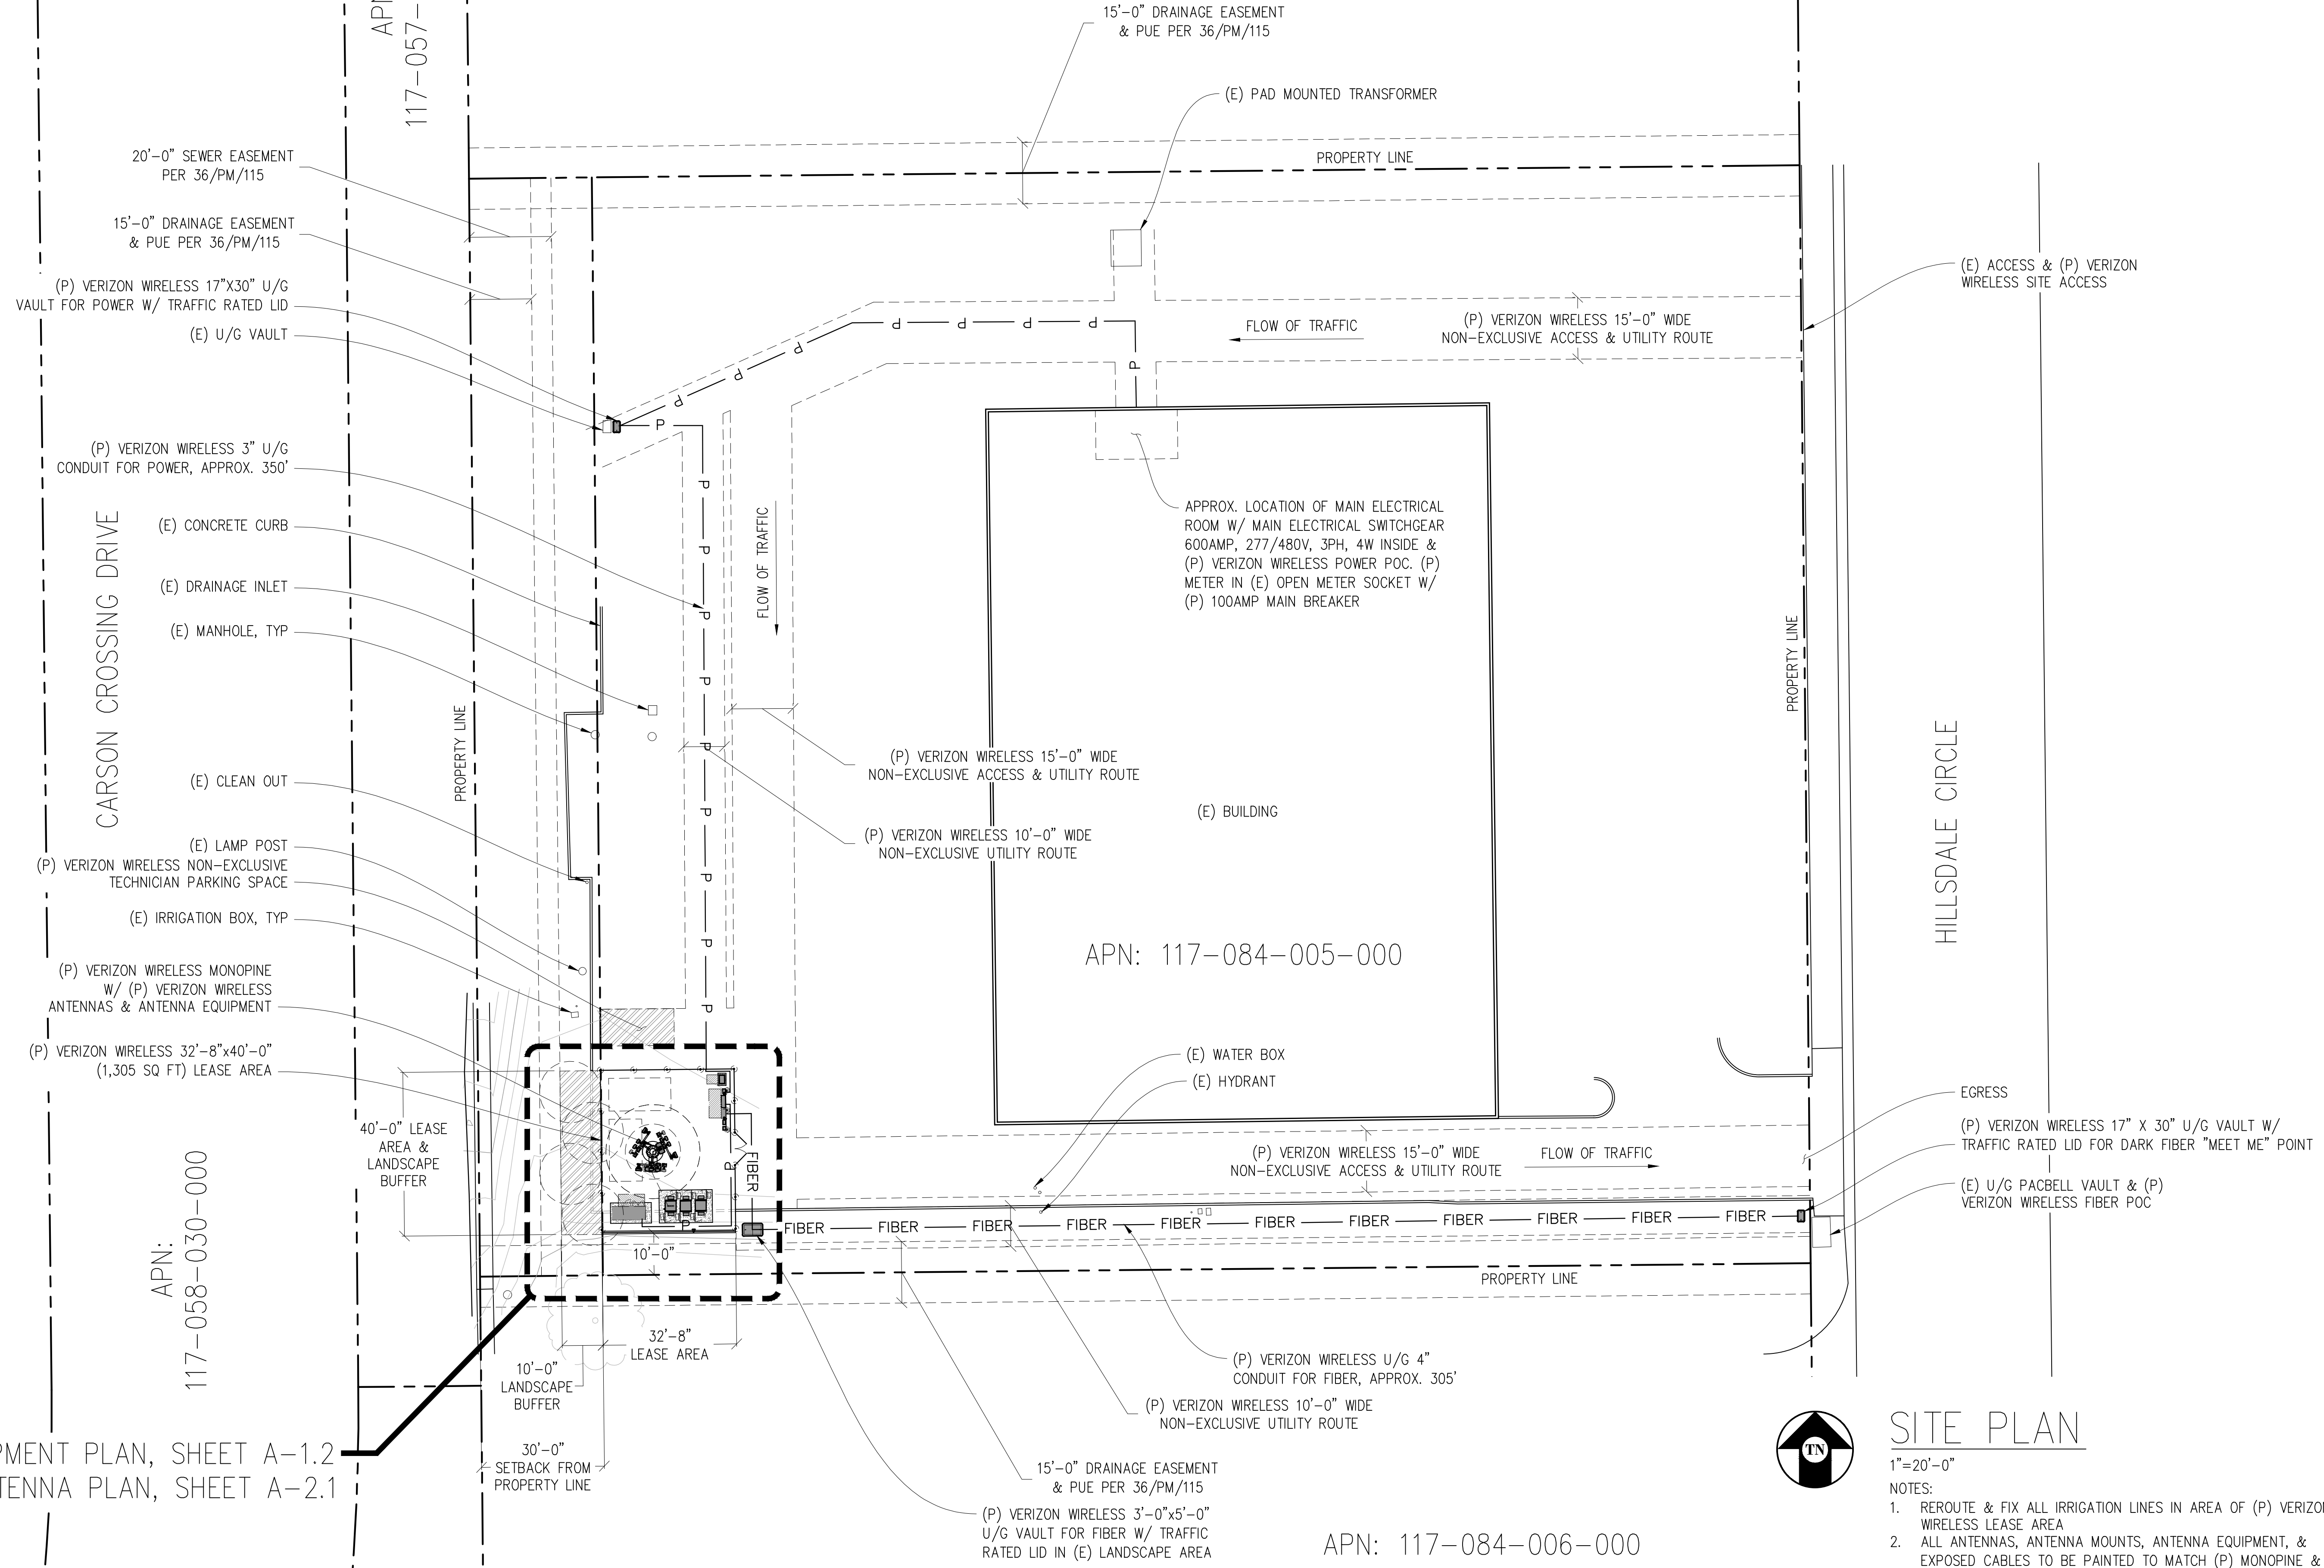 APN
117-057-
15'-0" DRAINAGE EASEMENT
& PUE PER 36/PM/115
(E) PAD MOUNTED TRANSFORMER
PROPERTY LINE
20'-0" SEWER EASEMENT
PER 36/PM/115
15'-0" DRAINAGE EASEMENT
& PUE PER 36/PM/115
(P) VERIZON WIRELESS 17"X30" U/G
VAULT FOR POWER W/ TRAFFIC RATED LID
(E) U/G VAULT
(P) VERIZON WIRELESS 3" U/G
CONDUIT FOR POWER, APPROX. 350'
(E) CONCRETE CURB
(E) DRAINAGE INLET
(E) MANHOLE, TYP
(E) CLEAN OUT
(E) LAMP POST
(P) VERIZON WIRELESS NON-EXCLUSIVE
TECHNICIAN PARKING SPACE
(E) IRRIGATION BOX, TYP
(P) VERIZON WIRELESS MONOPINE
W/ (P) VERIZON WIRELESS
ANTENNAS & ANTENNA EQUIPMENT
(P) VERIZON WIRELESS 32'-8"x40'-0"
(1,305 SQ FT) LEASE AREA
CARSON CROSSING DRIVE
PROPERTY LINE
APN:
117-058-030-000
40'-0" LEASE
AREA &
LANDSCAPE
BUFFER
P P P P P P P P
P P P P P P P P P P
P P
FLOW OF TRAFFIC
(P) VERIZON WIRELESS 15'-0" WIDE
NON-EXCLUSIVE ACCESS & UTILITY ROUTE
(E) ACCESS & (P) VERIZON
WIRELESS SITE ACCESS
FLOW OF TRAFFIC
APPROX. LOCATION OF MAIN ELECTRICAL
ROOM W/ MAIN ELECTRICAL SWITCHGEAR
600AMP, 277/480V, 3PH, 4W INSIDE &
(P) VERIZON WIRELESS POWER POC. (P)
METER IN (E) OPEN METER SOCKET W/
(P) 100AMP MAIN BREAKER
(P) VERIZON WIRELESS 15'-0" WIDE
NON-EXCLUSIVE ACCESS & UTILITY ROUTE
(P) VERIZON WIRELESS 10'-0" WIDE
NON-EXCLUSIVE UTILITY ROUTE
(E) BUILDING
APN: 117-084-005-000
PROPERTY LINE
HILLSDALE CIRCLE
(E) WATER BOX
(E) HYDRANT
(P) VERIZON WIRELESS 15'-0" WIDE
NON-EXCLUSIVE ACCESS & UTILITY ROUTE
FLOW OF TRAFFIC
EGRESS
(P) VERIZON WIRELESS 17" X 30" U/G VAULT W/
TRAFFIC RATED LID FOR DARK FIBER "MEET ME" POINT
(E) U/G PACBELL VAULT & (P)
VERIZON WIRELESS FIBER POC
FIBER
FIBER FIBER FIBER FIBER FIBER FIBER FIBER FIBER FIBER FIBER FIBER
10'-0"
PROPERTY LINE
32'-8"
LEASE AREA
10'-0"
LANDSCAPE
BUFFER
30'-0"
SETBACK FROM
PROPERTY LINE
(P) VERIZON WIRELESS U/G 4"
CONDUIT FOR FIBER, APPROX. 305'
(P) VERIZON WIRELESS 10'-0" WIDE
NON-EXCLUSIVE UTILITY ROUTE
15'-0" DRAINAGE EASEMENT
& PUE PER 36/PM/115
(P) VERIZON WIRELESS 3'-0"x5'-0"
U/G VAULT FOR FIBER W/ TRAFFIC
RATED LID IN (E) LANDSCAPE AREA
PMENT PLAN, SHEET A-1.2
TENNA PLAN, SHEET A-2.1
APN: 117-084-006-000
TN
SITE PLAN
1"=20'-0"
NOTES:
1. REROUTE & FIX ALL IRRIGATION LINES IN AREA OF (P) VERIZON
WIRELESS LEASE AREA
2. ALL ANTENNAS, ANTENNA MOUNTS, ANTENNA EQUIPMENT, &
EXPOSED CABLES TO BE PAINTED TO MATCH (P) MONOPINE &